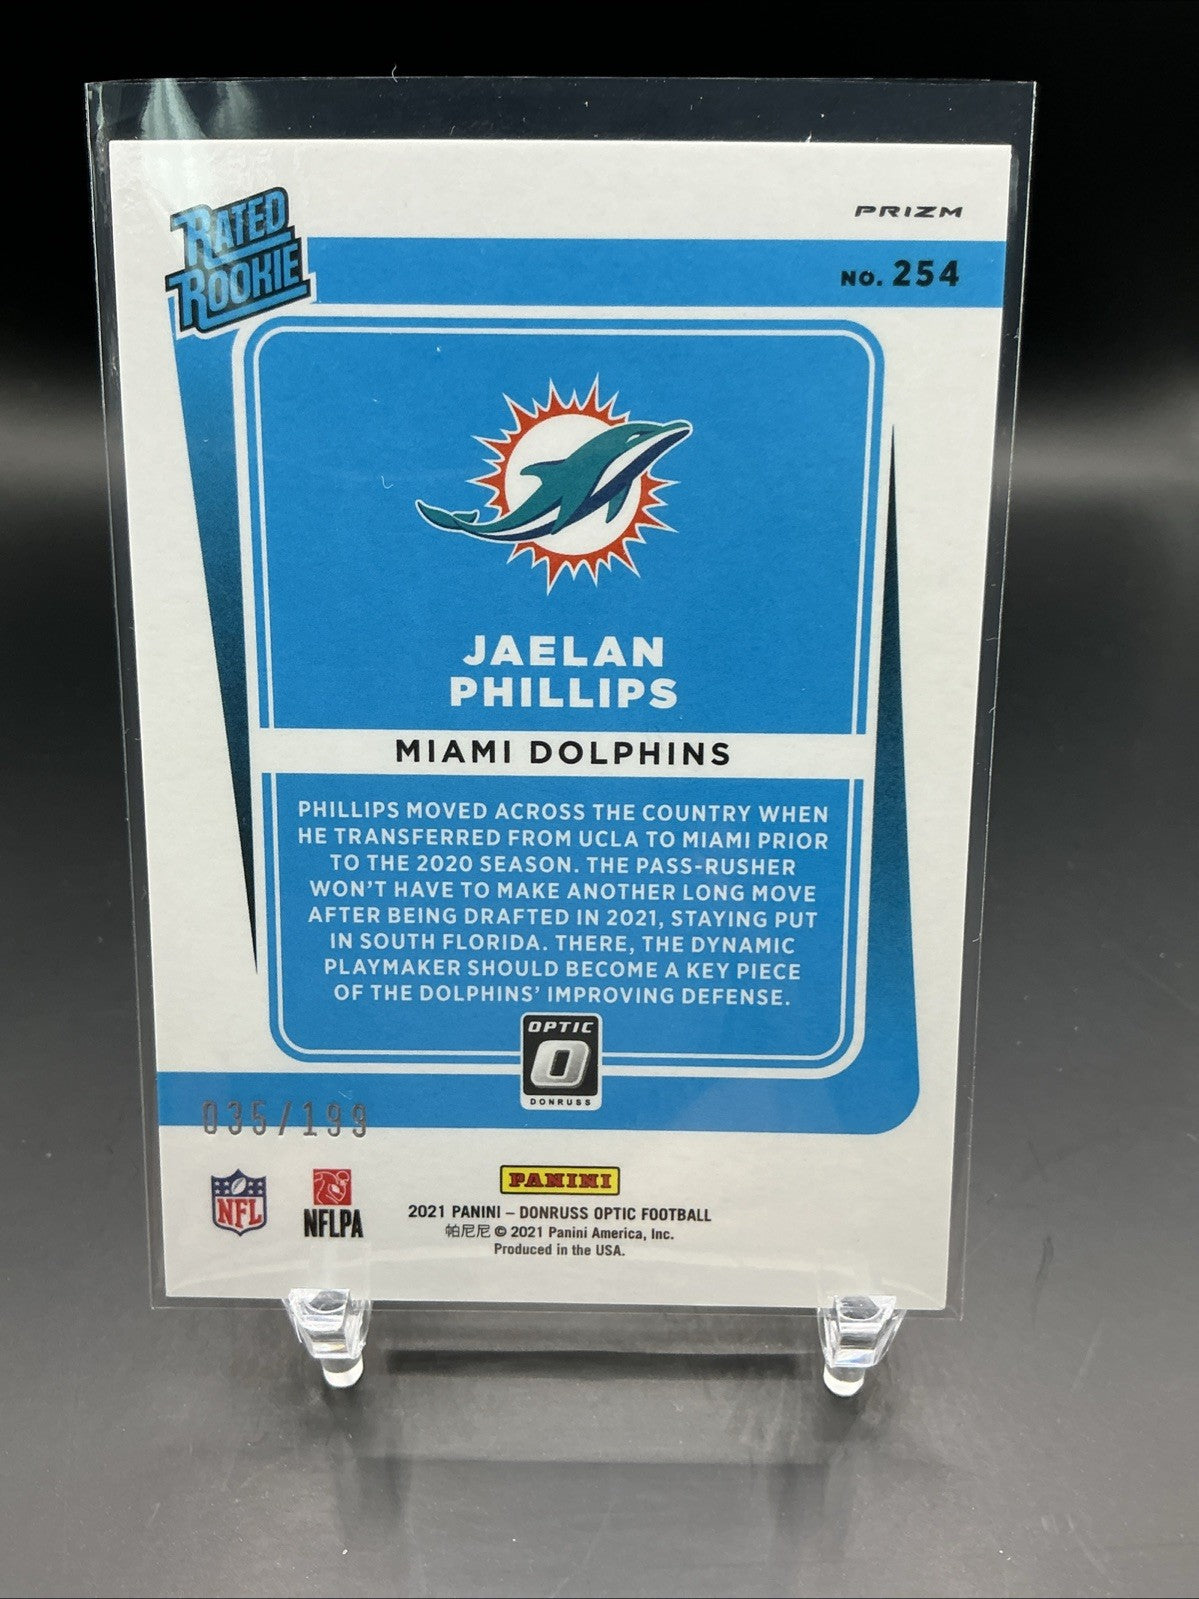 RATED
ROOKIE
PRIZM
NO. 254
JAELAN
PHILLIPS
MIAMI DOLPHINS
PHILLIPS MOVED ACROSS THE COUNTRY WHEN
HE TRANSFERRED FROM UCLA TO MIAMI PRIOR
TO THE 2020 SEASON. THE PASS-RUSHER
WON'T HAVE TO MAKE ANOTHER LONG MOVE
AFTER BEING DRAFTED IN 2021, STAYING PUT
IN SOUTH FLORIDA. THERE, THE DYNAMIC
PLAYMAKER SHOULD BECOME A KEY PIECE
OF THE DOLPHINS' IMPROVING DEFENSE.
OPTIC
O
DONRUSS
035/199
NFL
NFLPA
PANINI
2021 PANINI – DONRUSS OPTIC FOOTBALL
帕尼尼 © 2021 Panini America, Inc.
Produced in the USA.